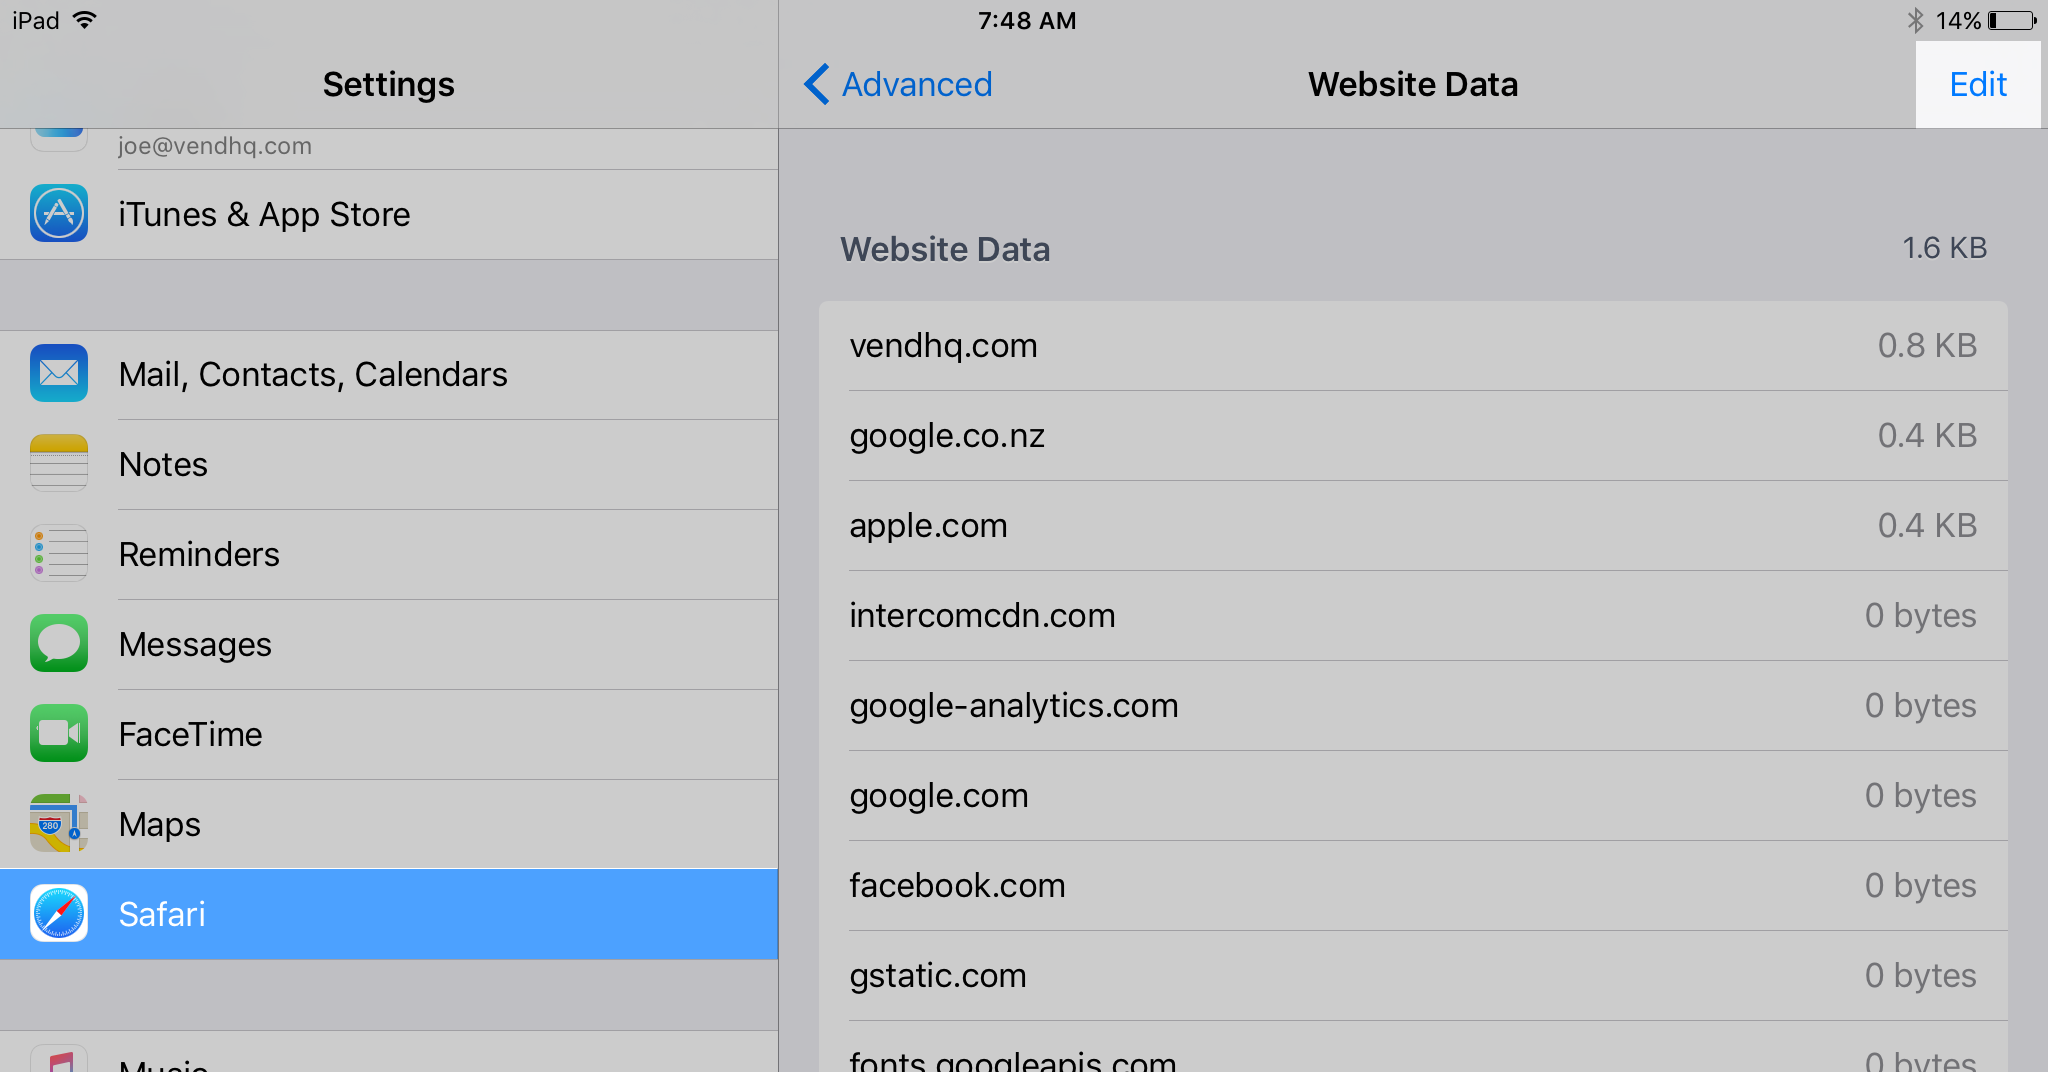 iPad
7:48 AM
14%
Settings
Advanced
Website Data
Edit
joe@vendhq.com
iTunes & App Store
Mail, Contacts, Calendars
Notes
Reminders
Messages
FaceTime
280
Maps
Safari
Music
Website Data 1.6 KB
vendhq.com 0.8 KB
google.co.nz 0.4 KB
apple.com 0.4 KB
intercomcdn.com 0 bytes
google-analytics.com 0 bytes
google.com 0 bytes
facebook.com 0 bytes
gstatic.com 0 bytes
fonts.googleapis.com 0 bytes